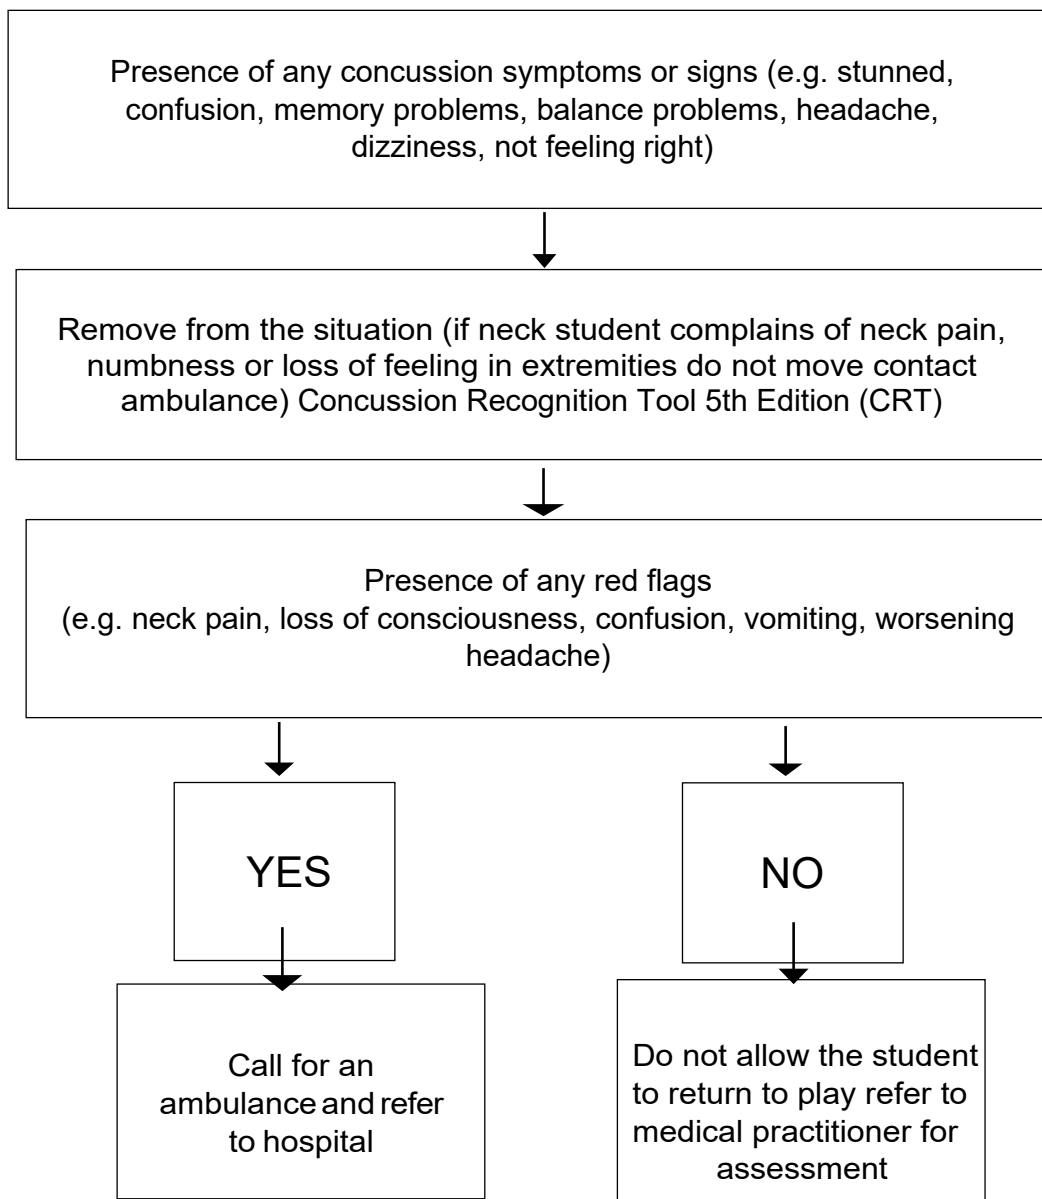 Presence of any concussion symptoms or signs (e.g. stunned,
confusion, memory problems, balance problems, headache,
dizziness, not feeling right)
Remove from the situation (if neck student complains of neck pain,
numbness or loss of feeling in extremities do not move contact
ambulance) Concussion Recognition Tool 5th Edition (CRT)
Presence of any red flags
(e.g. neck pain, loss of consciousness, confusion, vomiting, worsening
headache)
YES
NO
Call for an
ambulance and refer
to hospital
Do not allow the student
to return to play refer to
medical practitioner for
assessment